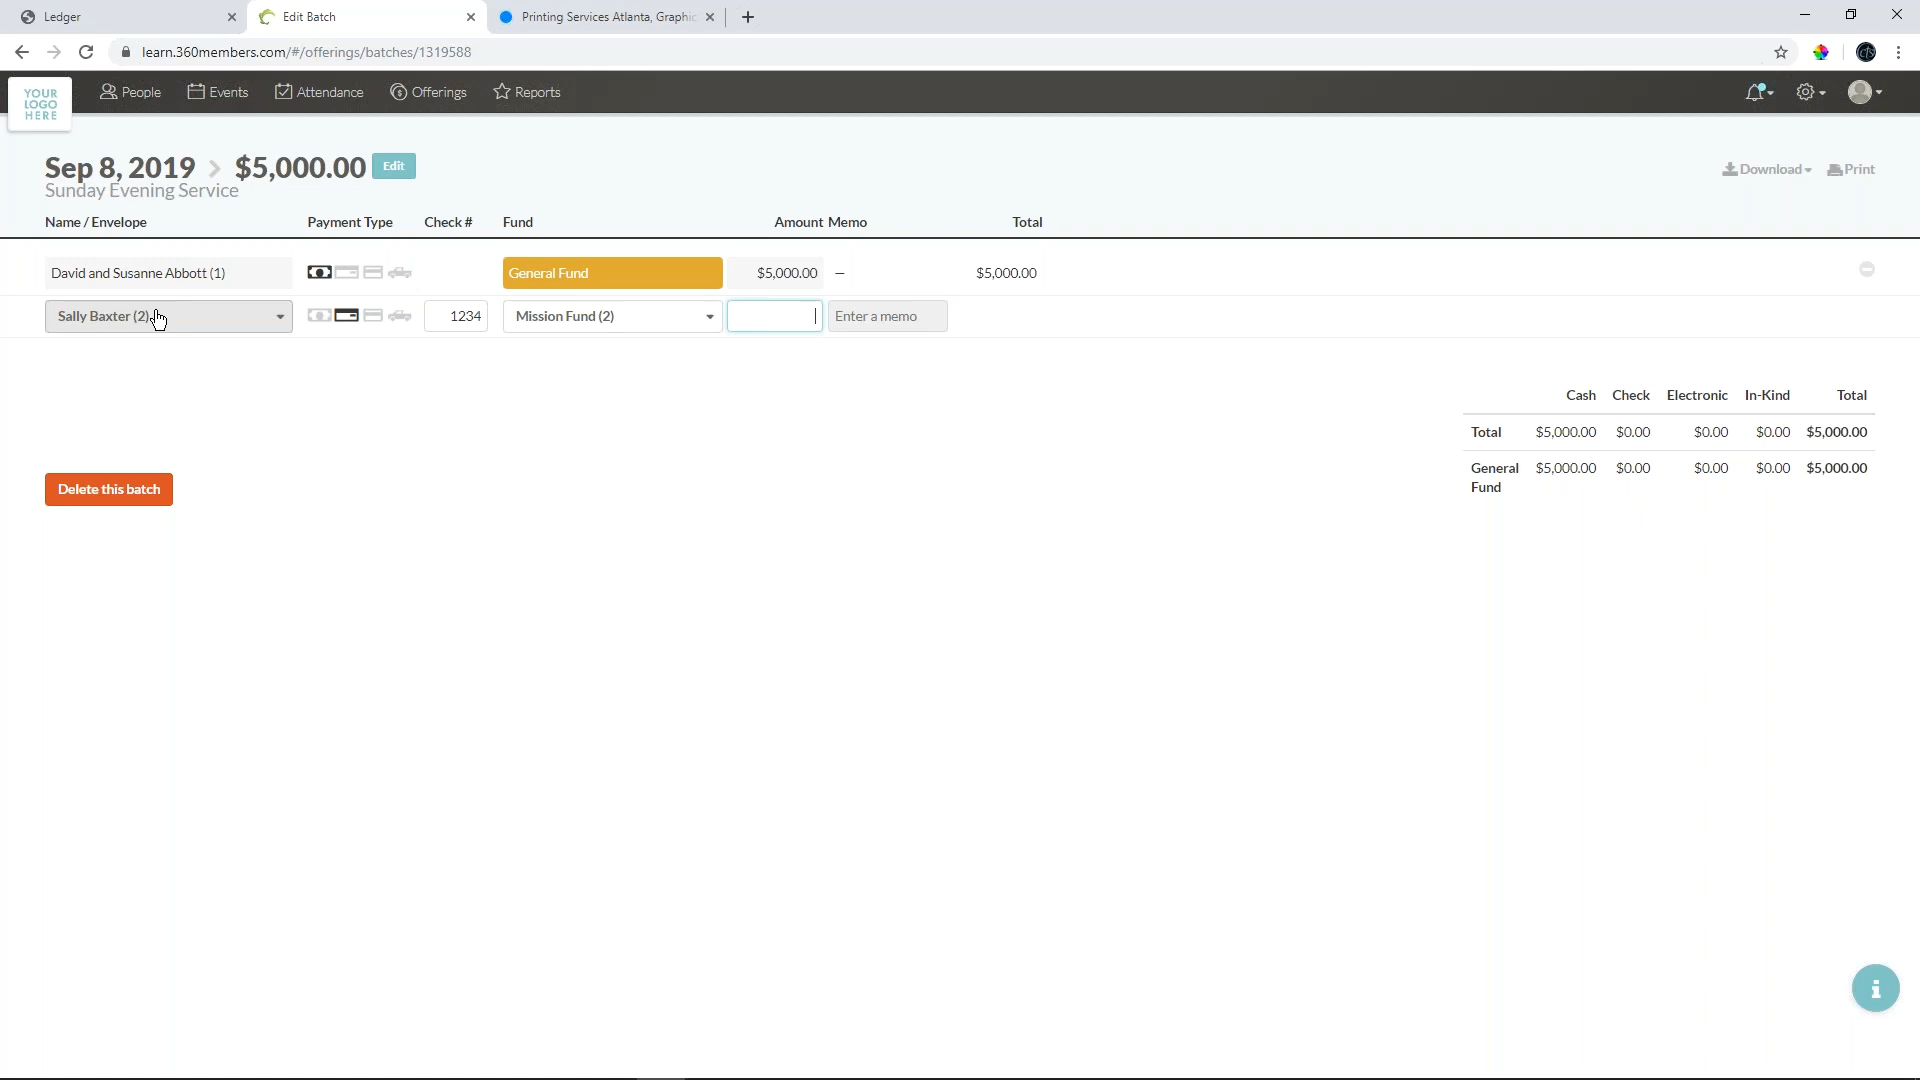 Ledger
Edit Batch
Printing Services Atlanta, Graphi
learn.360members.com/#/offerings/batches/1319588
YOUR
LOGO
HERE
People
Events
Attendance
Offerings
Reports
Sep 8, 2019 > $5,000.00 Edit
Sunday Evening Service
Download
Print
Name / Envelope Payment Type Check # Fund Amount Memo Total
David and Susanne Abbott (1) General Fund $5,000.00 – $5,000.00
Sally Baxter (2) 1234 Mission Fund (2) Enter a memo
Cash Check Electronic In-Kind Total
Total $5,000.00 $0.00 $0.00 $0.00 $5,000.00
General $5,000.00 $0.00 $0.00 $0.00 $5,000.00
Fund
Delete this batch